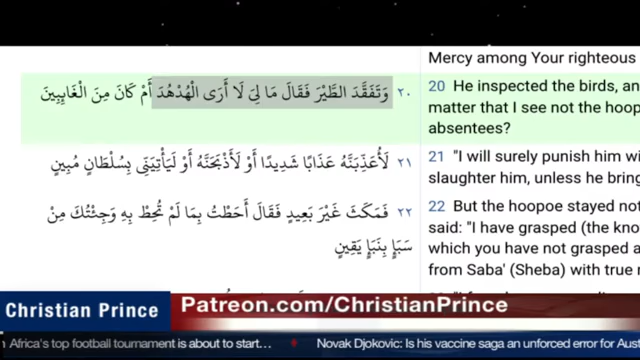 Mercy among Your righteous
٢٠ وَتَفَقَّدَ الطَّيْرَ فَقَالَ مَا لِيَ لَا أَرَى الْهُدْهُدَ أَمْ كَانَ مِنَ الْغَايِبِينَ
20 He inspected the birds, an
matter that I see not the hoop
absentees?
٢١ لَأُعَذِّبَنَّهُ عَذَابًا شَدِيدًا أَوْ لَأَذْبَحَنَّهُ أَوْ لَيَأْتِيَنِّى بِسُلْطَانٍ مُبِينٍ
21 "I will surely punish him wi
slaughter him, unless he bring
٢٢ فَمَكَثَ غَيْرَ بَعِيدٍ فَقَالَ أَحَطْتُ بِمَا لَمْ تُحِطْ بِهِ وَجِئْتُكَ مِنْ
سَبَإٍ بِنَبَإٍ يَقِينٍ
22 But the hoopoe stayed not
said: "I have grasped (the kno
which you have not grasped a
from Saba' (Sheba) with true n
Christian Prince
Patreon.com/ChristianPrince
n Africa's top football tournament is about to start...
Novak Djokovic: Is his vaccine saga an unforced error for Aust